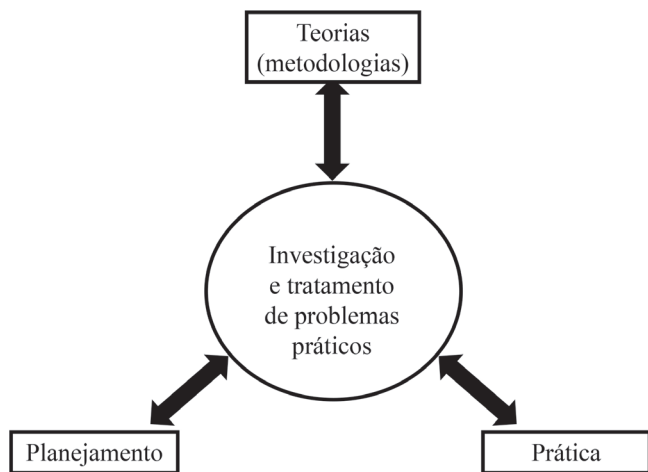 Teorias
(metodologias)
Investigação
e tratamento
de problemas
práticos
Planejamento
Prática